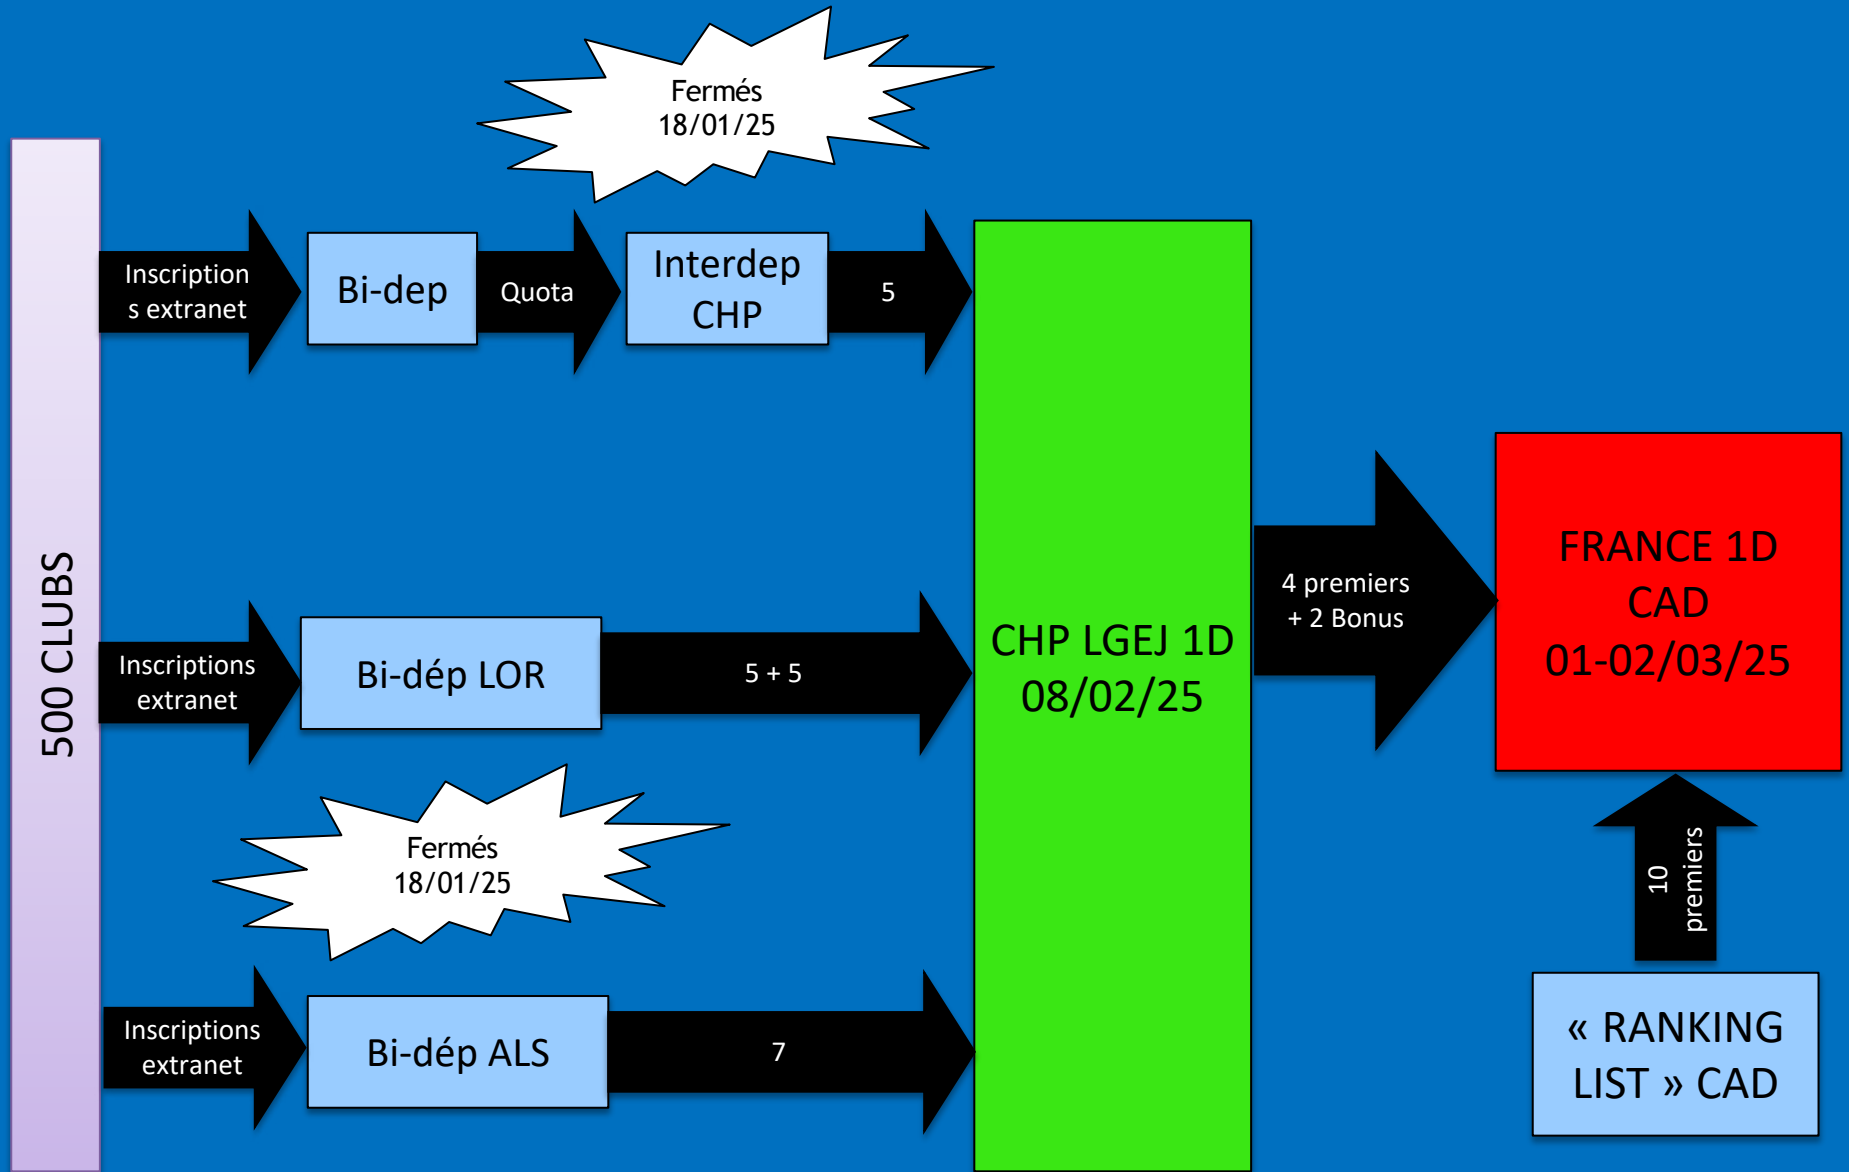 Fermés
18/01/25
Inscription
s extranet
Bi-dep
Quota
Interdep
CHP
5
500 CLUBS
Inscriptions
extranet
Bi-dép LOR
5 + 5
CHP LGEJ 1D
08/02/25
4 premiers
+ 2 Bonus
FRANCE 1D
CAD
01-02/03/25
Fermés
18/01/25
10
premiers
Inscriptions
extranet
Bi-dép ALS
7
« RANKING
LIST » CAD